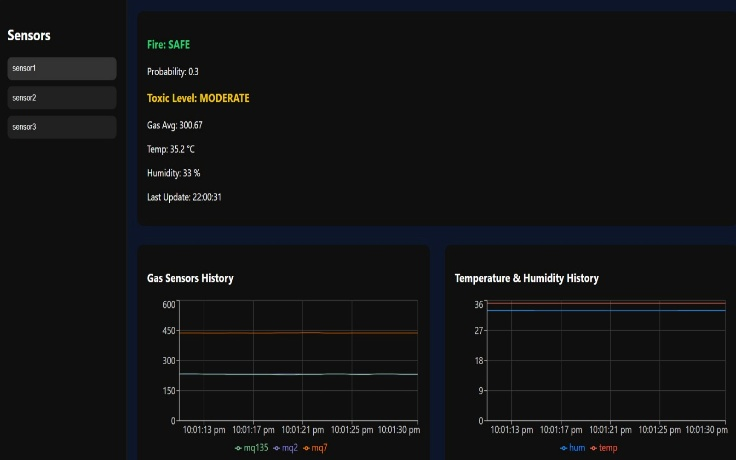 Sensors
sensor1
sensor2
sensor3
Fire: SAFE
Probability: 0.3
Toxic Level: MODERATE
Gas Avg: 300.67
Temp: 35.2 °C
Humidity: 33 %
Last Update: 22:00:31
Gas Sensors History
600
450
300
150
0
10:01:13 pm 10:01:17 pm 10:01:21 pm 10:01:25 pm 10:01:30 pm
mq135 mq2 mq7
Temperature & Humidity History
36
27
18
9
0
10:01:13 pm 10:01:17 pm 10:01:21 pm 10:01:25 pm 10:01:30 pm
hum temp